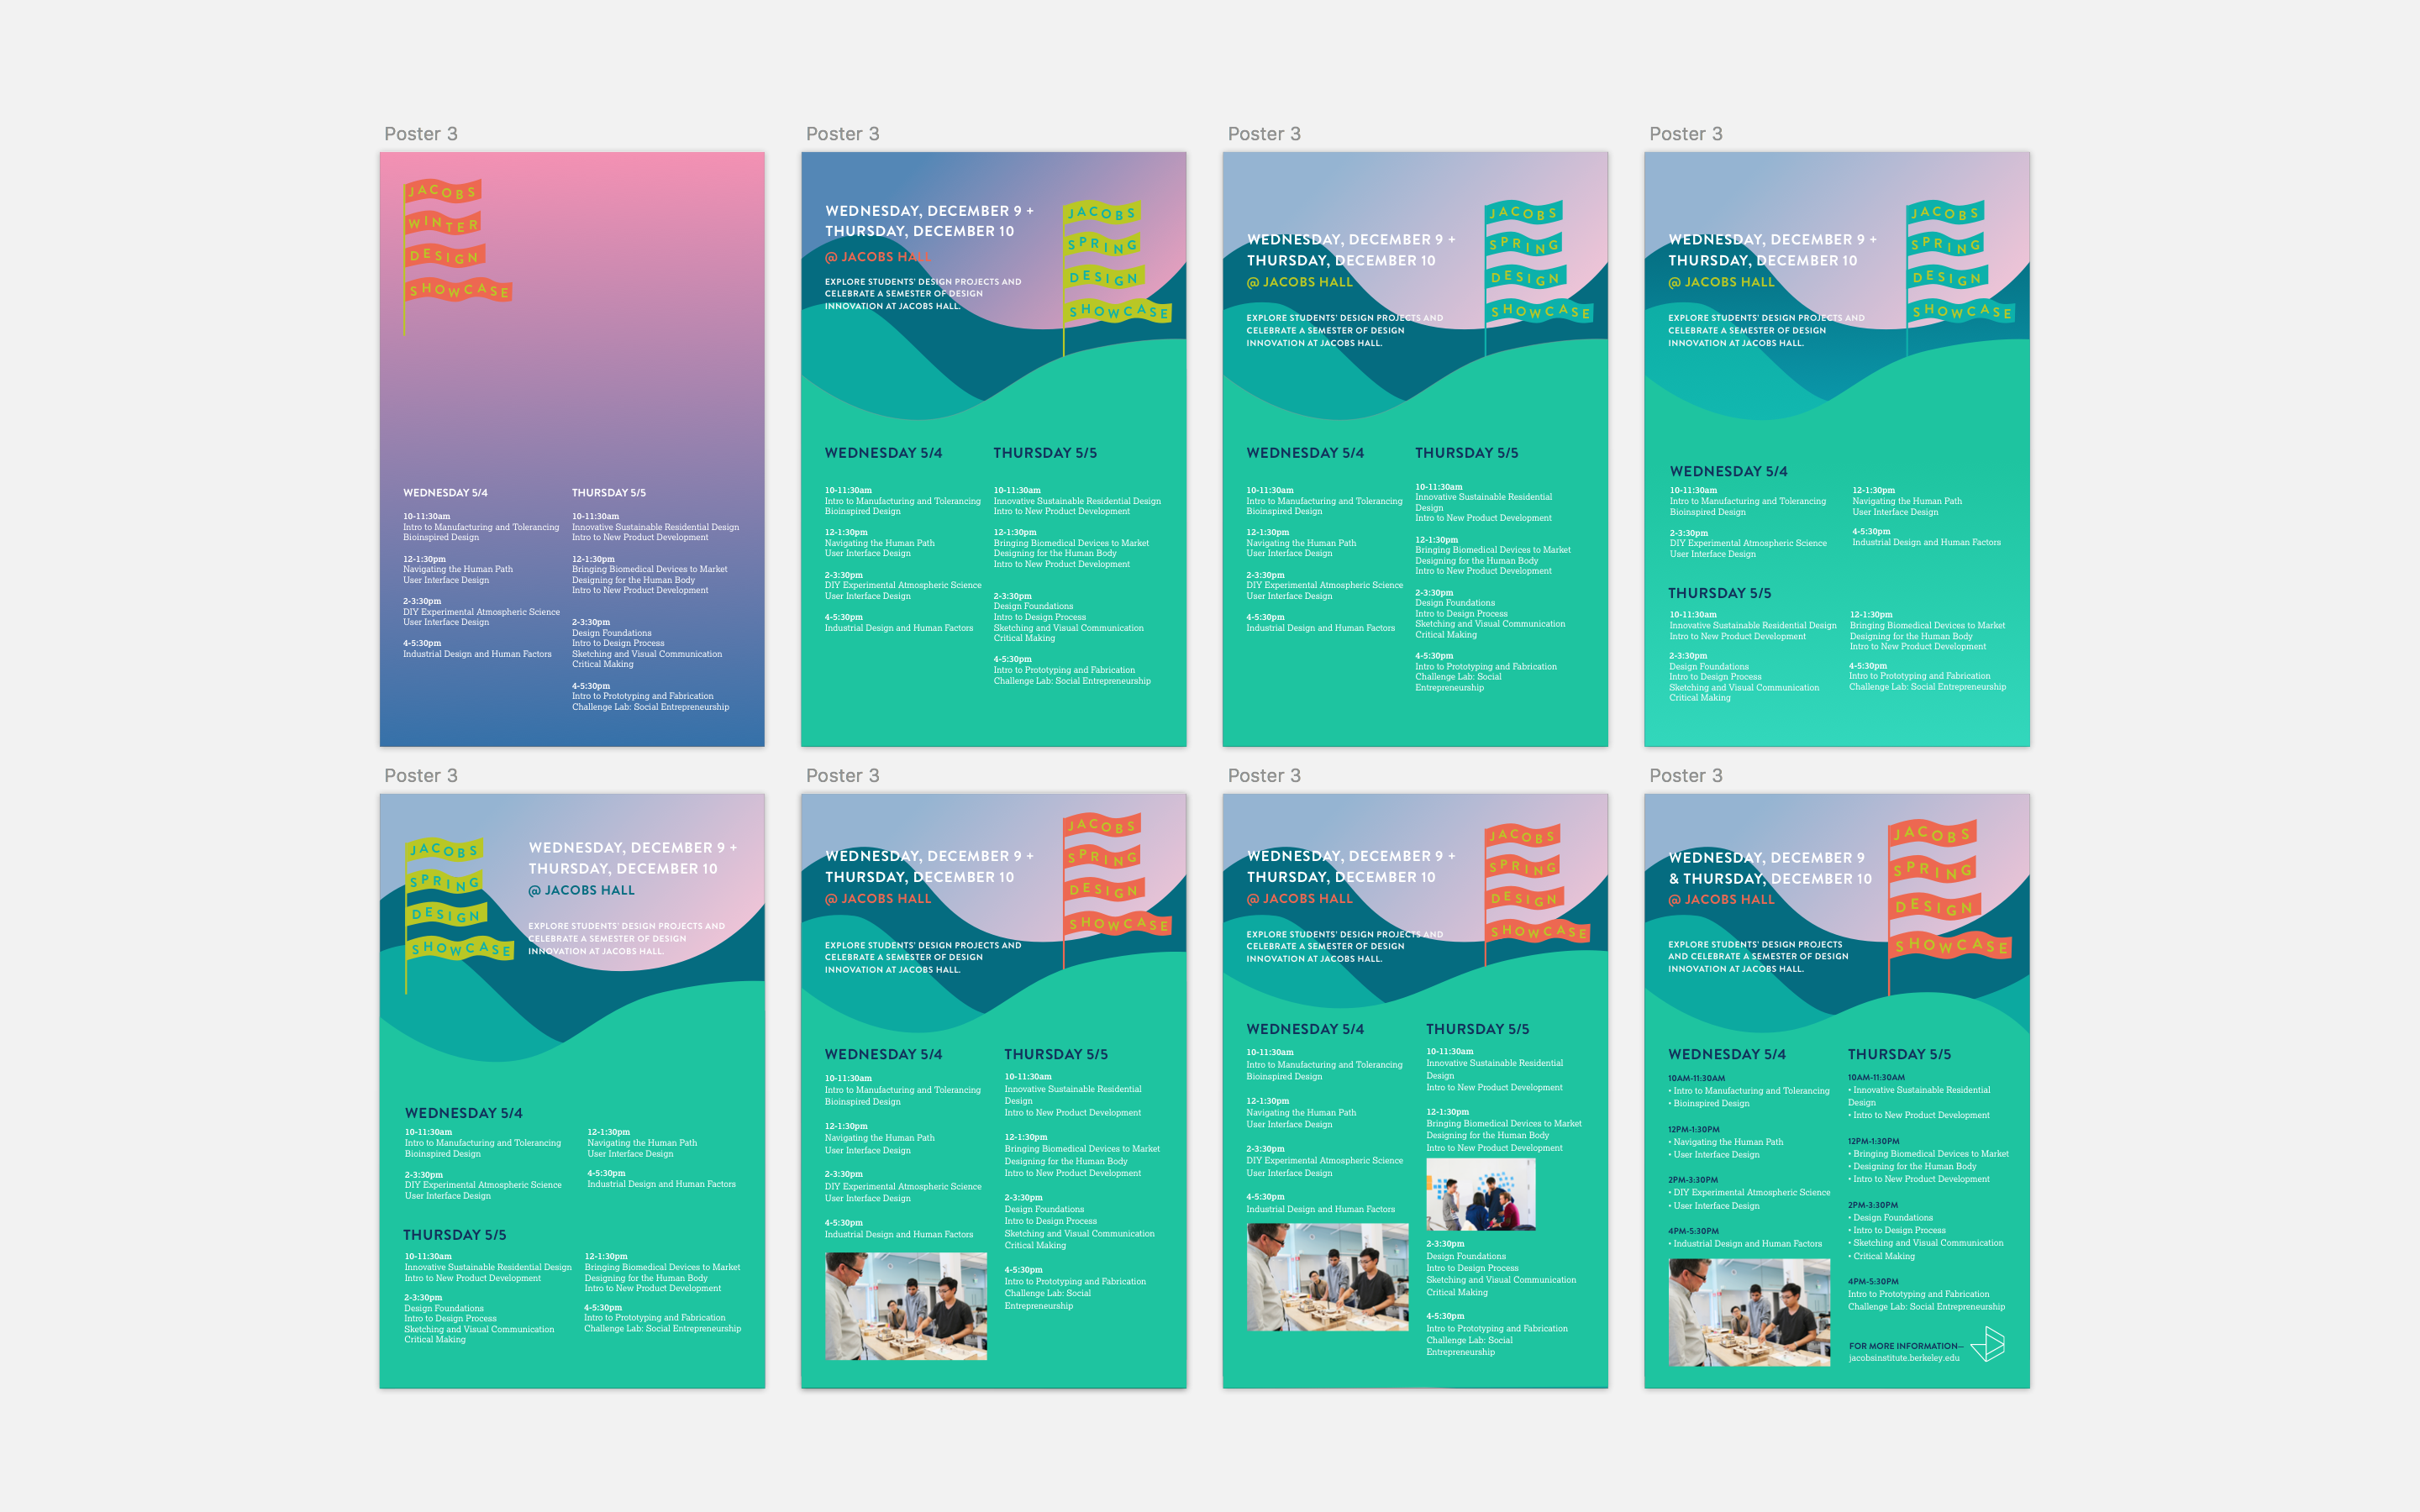 Poster 3
JACOBS
WINTER
DESIGN
SHOWCASE
WEDNESDAY 5/4
10-11:30am
Intro to Manufacturing and Tolerancing
Bioinspired Design
12-1:30pm
Navigating the Human Path
User Interface Design
2-3:30pm
DIY Experimental Atmospheric Science
User Interface Design
4-5:30pm
Industrial Design and Human Factors
THURSDAY 5/5
10-11:30am
Innovative Sustainable Residential Design
Intro to New Product Development
12-1:30pm
Bringing Biomedical Devices to Market
Designing for the Human Body
Intro to New Product Development
2-3:30pm
Design Foundations
Intro to Design Process
Sketching and Visual Communication
Critical Making
4-5:30pm
Intro to Prototyping and Fabrication
Challenge Lab: Social Entrepreneurship
Poster 3
WEDNESDAY, DECEMBER 9 +
THURSDAY, DECEMBER 10
@ JACOBS HALL
EXPLORE STUDENTS' DESIGN PROJECTS AND
CELEBRATE A SEMESTER OF DESIGN
INNOVATION AT JACOBS HALL.
JACOBS
SPRING
DESIGN
SHOWCASE
WEDNESDAY 5/4
10-11:30am
Intro to Manufacturing and Tolerancing
Bioinspired Design
12-1:30pm
Navigating the Human Path
User Interface Design
2-3:30pm
DIY Experimental Atmospheric Science
User Interface Design
4-5:30pm
Industrial Design and Human Factors
THURSDAY 5/5
10-11:30am
Innovative Sustainable Residential Design
Intro to New Product Development
12-1:30pm
Bringing Biomedical Devices to Market
Designing for the Human Body
Intro to New Product Development
2-3:30pm
Design Foundations
Intro to Design Process
Sketching and Visual Communication
Critical Making
4-5:30pm
Intro to Prototyping and Fabrication
Challenge Lab: Social Entrepreneurship
Poster 3
WEDNESDAY, DECEMBER 9 +
THURSDAY, DECEMBER 10
@ JACOBS HALL
EXPLORE STUDENTS' DESIGN PROJECTS AND
CELEBRATE A SEMESTER OF DESIGN
INNOVATION AT JACOBS HALL.
JACOBS
SPRING
DESIGN
SHOWCASE
WEDNESDAY 5/4
10-11:30am
Intro to Manufacturing and Tolerancing
Bioinspired Design
12-1:30pm
Navigating the Human Path
User Interface Design
2-3:30pm
DIY Experimental Atmospheric Science
User Interface Design
4-5:30pm
Industrial Design and Human Factors
THURSDAY 5/5
10-11:30am
Innovative Sustainable Residential
Design
Intro to New Product Development
12-1:30pm
Bringing Biomedical Devices to Market
Designing for the Human Body
Intro to New Product Development
2-3:30pm
Design Foundations
Intro to Design Process
Sketching and Visual Communication
Critical Making
4-5:30pm
Intro to Prototyping and Fabrication
Challenge Lab: Social
Entrepreneurship
Poster 3
WEDNESDAY, DECEMBER 9 +
THURSDAY, DECEMBER 10
@ JACOBS HALL
EXPLORE STUDENTS' DESIGN PROJECTS AND
CELEBRATE A SEMESTER OF DESIGN
INNOVATION AT JACOBS HALL.
JACOBS
SPRING
DESIGN
SHOWCASE
WEDNESDAY 5/4
10-11:30am
Intro to Manufacturing and Tolerancing
Bioinspired Design
2-3:30pm
DIY Experimental Atmospheric Science
User Interface Design
12-1:30pm
Navigating the Human Path
User Interface Design
4-5:30pm
Industrial Design and Human Factors
THURSDAY 5/5
10-11:30am
Innovative Sustainable Residential Design
Intro to New Product Development
2-3:30pm
Design Foundations
Intro to Design Process
Sketching and Visual Communication
Critical Making
12-1:30pm
Bringing Biomedical Devices to Market
Designing for the Human Body
Intro to New Product Development
4-5:30pm
Intro to Prototyping and Fabrication
Challenge Lab: Social Entrepreneurship
Poster 3
JACOBS
SPRING
DESIGN
SHOWCASE
WEDNESDAY, DECEMBER 9 +
THURSDAY, DECEMBER 10
@ JACOBS HALL
EXPLORE STUDENTS' DESIGN PROJECTS AND
CELEBRATE A SEMESTER OF DESIGN
INNOVATION AT JACOBS HALL.
WEDNESDAY 5/4
10-11:30am
Intro to Manufacturing and Tolerancing
Bioinspired Design
2-3:30pm
DIY Experimental Atmospheric Science
User Interface Design
12-1:30pm
Navigating the Human Path
User Interface Design
4-5:30pm
Industrial Design and Human Factors
THURSDAY 5/5
10-11:30am
Innovative Sustainable Residential Design
Intro to New Product Development
2-3:30pm
Design Foundations
Intro to Design Process
Sketching and Visual Communication
Critical Making
12-1:30pm
Bringing Biomedical Devices to Market
Designing for the Human Body
Intro to New Product Development
4-5:30pm
Intro to Prototyping and Fabrication
Challenge Lab: Social Entrepreneurship
Poster 3
WEDNESDAY, DECEMBER 9 +
THURSDAY, DECEMBER 10
@ JACOBS HALL
EXPLORE STUDENTS' DESIGN PROJECTS AND
CELEBRATE A SEMESTER OF DESIGN
INNOVATION AT JACOBS HALL.
JACOBS
SPRING
DESIGN
SHOWCASE
WEDNESDAY 5/4
10-11:30am
Intro to Manufacturing and Tolerancing
Bioinspired Design
12-1:30pm
Navigating the Human Path
User Interface Design
2-3:30pm
DIY Experimental Atmospheric Science
User Interface Design
4-5:30pm
Industrial Design and Human Factors
THURSDAY 5/5
10-11:30am
Innovative Sustainable Residential
Design
Intro to New Product Development
12-1:30pm
Bringing Biomedical Devices to Market
Designing for the Human Body
Intro to New Product Development
2-3:30pm
Design Foundations
Intro to Design Process
Sketching and Visual Communication
Critical Making
4-5:30pm
Intro to Prototyping and Fabrication
Challenge Lab: Social
Entrepreneurship
Poster 3
WEDNESDAY, DECEMBER 9 +
THURSDAY, DECEMBER 10
@ JACOBS HALL
EXPLORE STUDENTS' DESIGN PROJECTS AND
CELEBRATE A SEMESTER OF DESIGN
INNOVATION AT JACOBS HALL.
JACOBS
SPRING
DESIGN
SHOWCASE
WEDNESDAY 5/4
10-11:30am
Intro to Manufacturing and Tolerancing
Bioinspired Design
12-1:30pm
Navigating the Human Path
User Interface Design
2-3:30pm
DIY Experimental Atmospheric Science
User Interface Design
4-5:30pm
Industrial Design and Human Factors
THURSDAY 5/5
10-11:30am
Innovative Sustainable Residential
Design
Intro to New Product Development
12-1:30pm
Bringing Biomedical Devices to Market
Designing for the Human Body
Intro to New Product Development
2-3:30pm
Design Foundations
Intro to Design Process
Sketching and Visual Communication
Critical Making
4-5:30pm
Intro to Prototyping and Fabrication
Challenge Lab: Social
Entrepreneurship
Poster 3
WEDNESDAY, DECEMBER 9
& THURSDAY, DECEMBER 10
@ JACOBS HALL
EXPLORE STUDENTS' DESIGN PROJECTS
AND CELEBRATE A SEMESTER OF DESIGN
INNOVATION AT JACOBS HALL.
JACOBS
SPRING
DESIGN
SHOWCASE
WEDNESDAY 5/4
10AM-11:30AM
• Intro to Manufacturing and Tolerancing
• Bioinspired Design
12PM-1:30PM
• Navigating the Human Path
• User Interface Design
2PM-3:30PM
• DIY Experimental Atmospheric Science
• User Interface Design
4PM-5:30PM
• Industrial Design and Human Factors
THURSDAY 5/5
10AM-11:30AM
• Innovative Sustainable Residential
Design
• Intro to New Product Development
12PM-1:30PM
• Bringing Biomedical Devices to Market
• Designing for the Human Body
• Intro to New Product Development
2PM-3:30PM
• Design Foundations
• Intro to Design Process
• Sketching and Visual Communication
• Critical Making
4PM-5:30PM
Intro to Prototyping and Fabrication
Challenge Lab: Social Entrepreneurship
FOR MORE INFORMATION—
jacobsinstitute.berkeley.edu